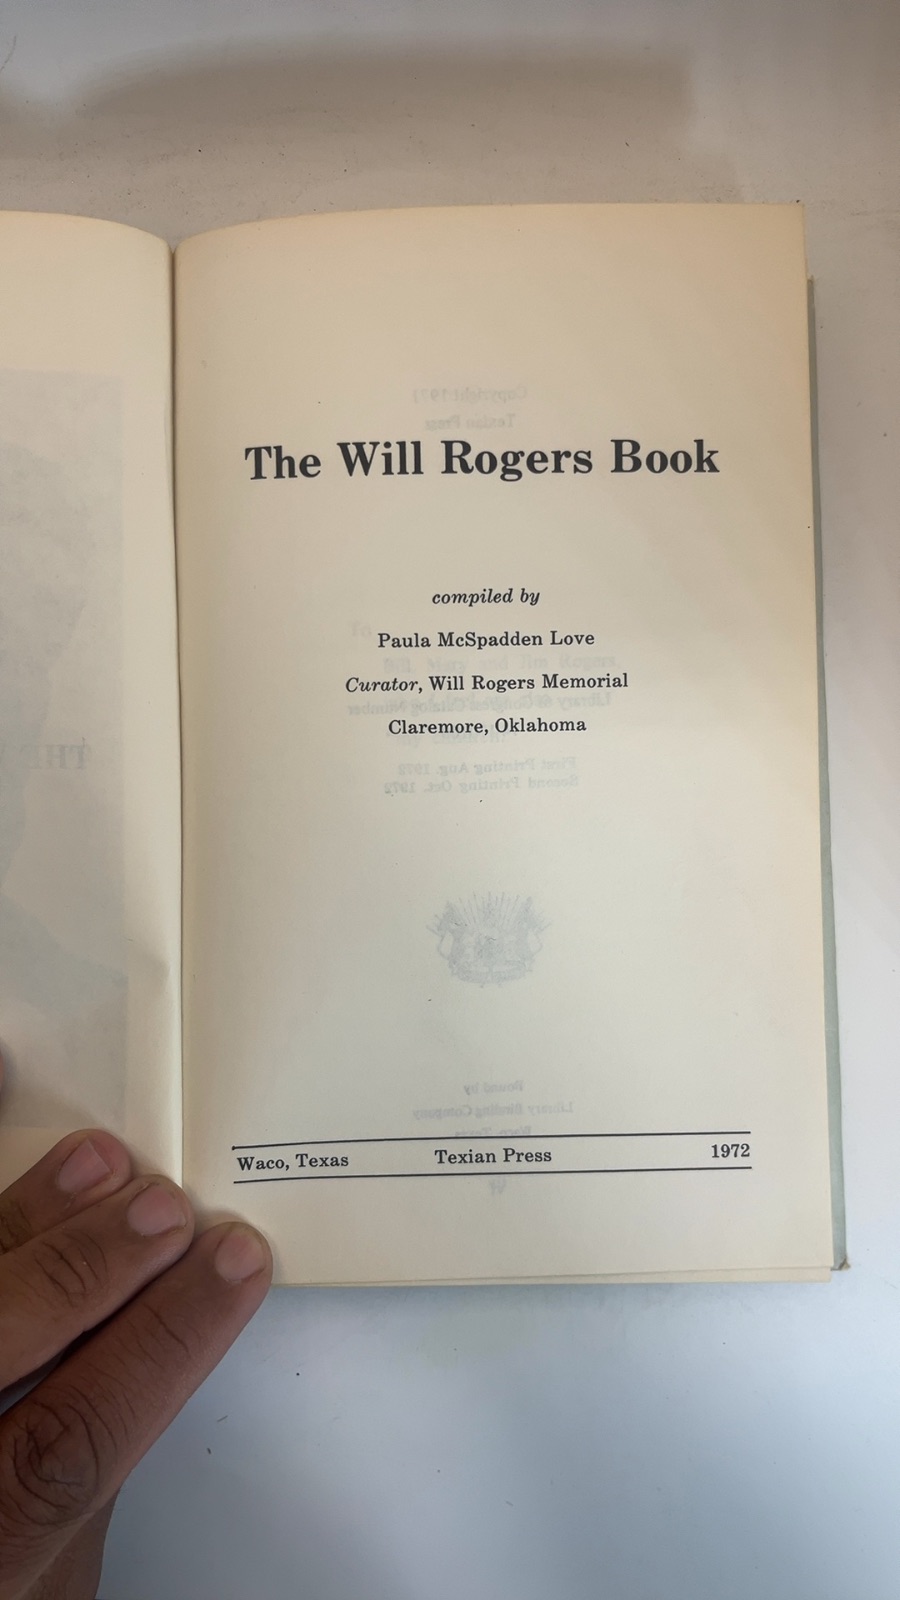 The Will Rogers Book
compiled by
Paula McSpadden Love
Curator, Will Rogers Memorial
Claremore, Oklahoma
Waco, Texas Texian Press 1972